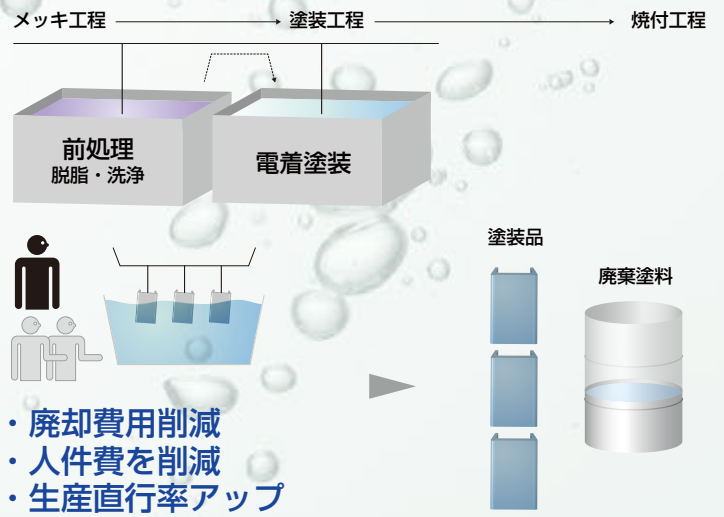 メッキ工程
塗装工程
焼付工程
前処理
脱脂・洗浄
電着塗装
塗装品
廃棄塗料
・廃却費用削減
・人件費を削減
・生産直行率アップ